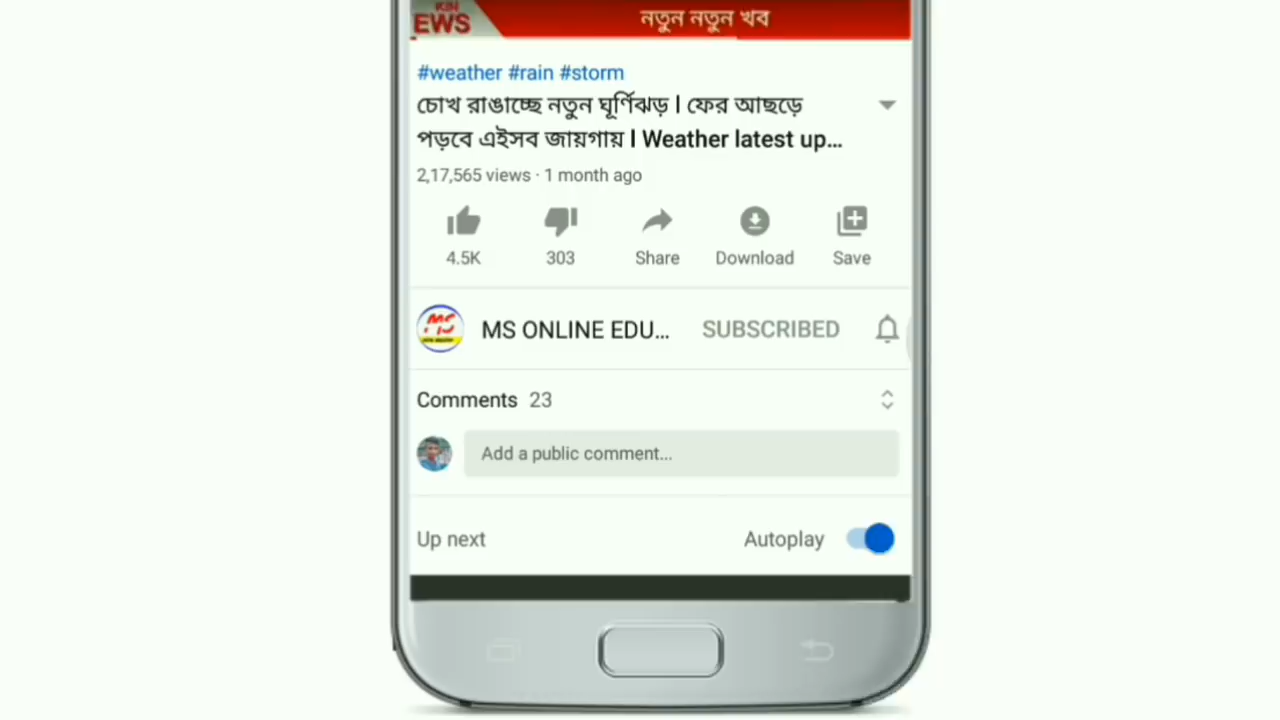 EWS
নতুন নতুন খব
#weather #rain #storm
চোখ রাঙাচ্ছে নতুন ঘূর্ণিঝড় l ফের আছড়ে
পড়বে এইসব জায়গায় l Weather latest up...
2,17,565 views · 1 month ago
4.5K 303 Share Download Save
MS
MS ONLINE EDU... SUBSCRIBED
Comments 23
Add a public comment...
Up next Autoplay